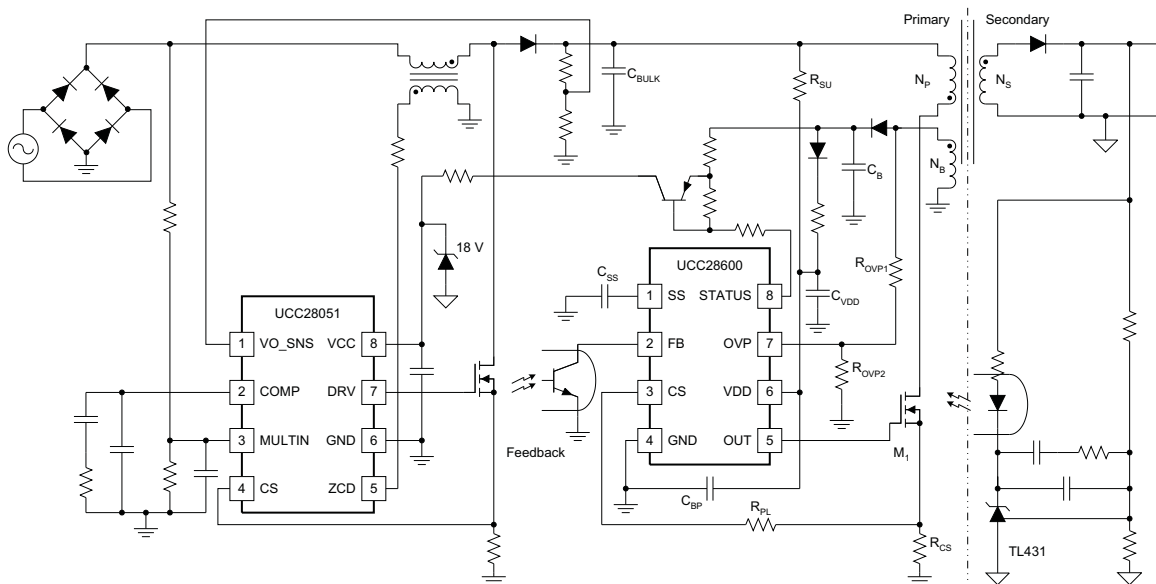 Primary
Secondary
C_BULK
R_SU
N_P
N_S
C_B
N_B
18 V
UCC28600
C_SS
R_OVP1
UCC28051
1 SS STATUS 8
C_VDD
1 VO_SNS VCC 8
2 FB OVP 7
R_OVP2
2 COMP DRV 7
3 CS VDD 6
3 MULTIN GND 6
4 GND OUT 5
Feedback
M_1
4 CS ZCD 5
C_BP
R_PL
R_CS
TL431